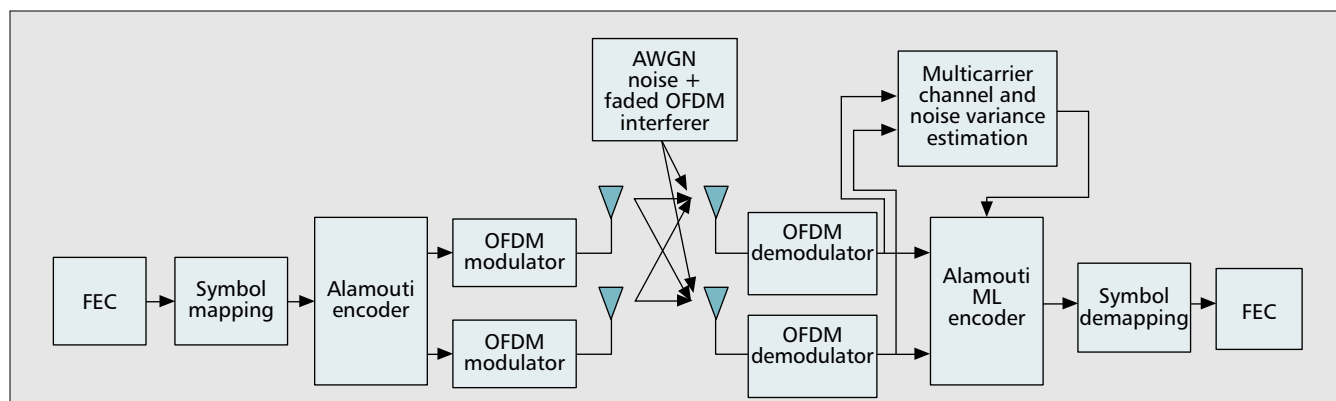 AWGN
noise +
faded OFDM
interferer
Multicarrier
channel and
noise variance
estimation
FEC
Symbol
mapping
Alamouti
encoder
OFDM
modulator
OFDM
modulator
OFDM
demodulator
OFDM
demodulator
Alamouti
ML
encoder
Symbol
demapping
FEC